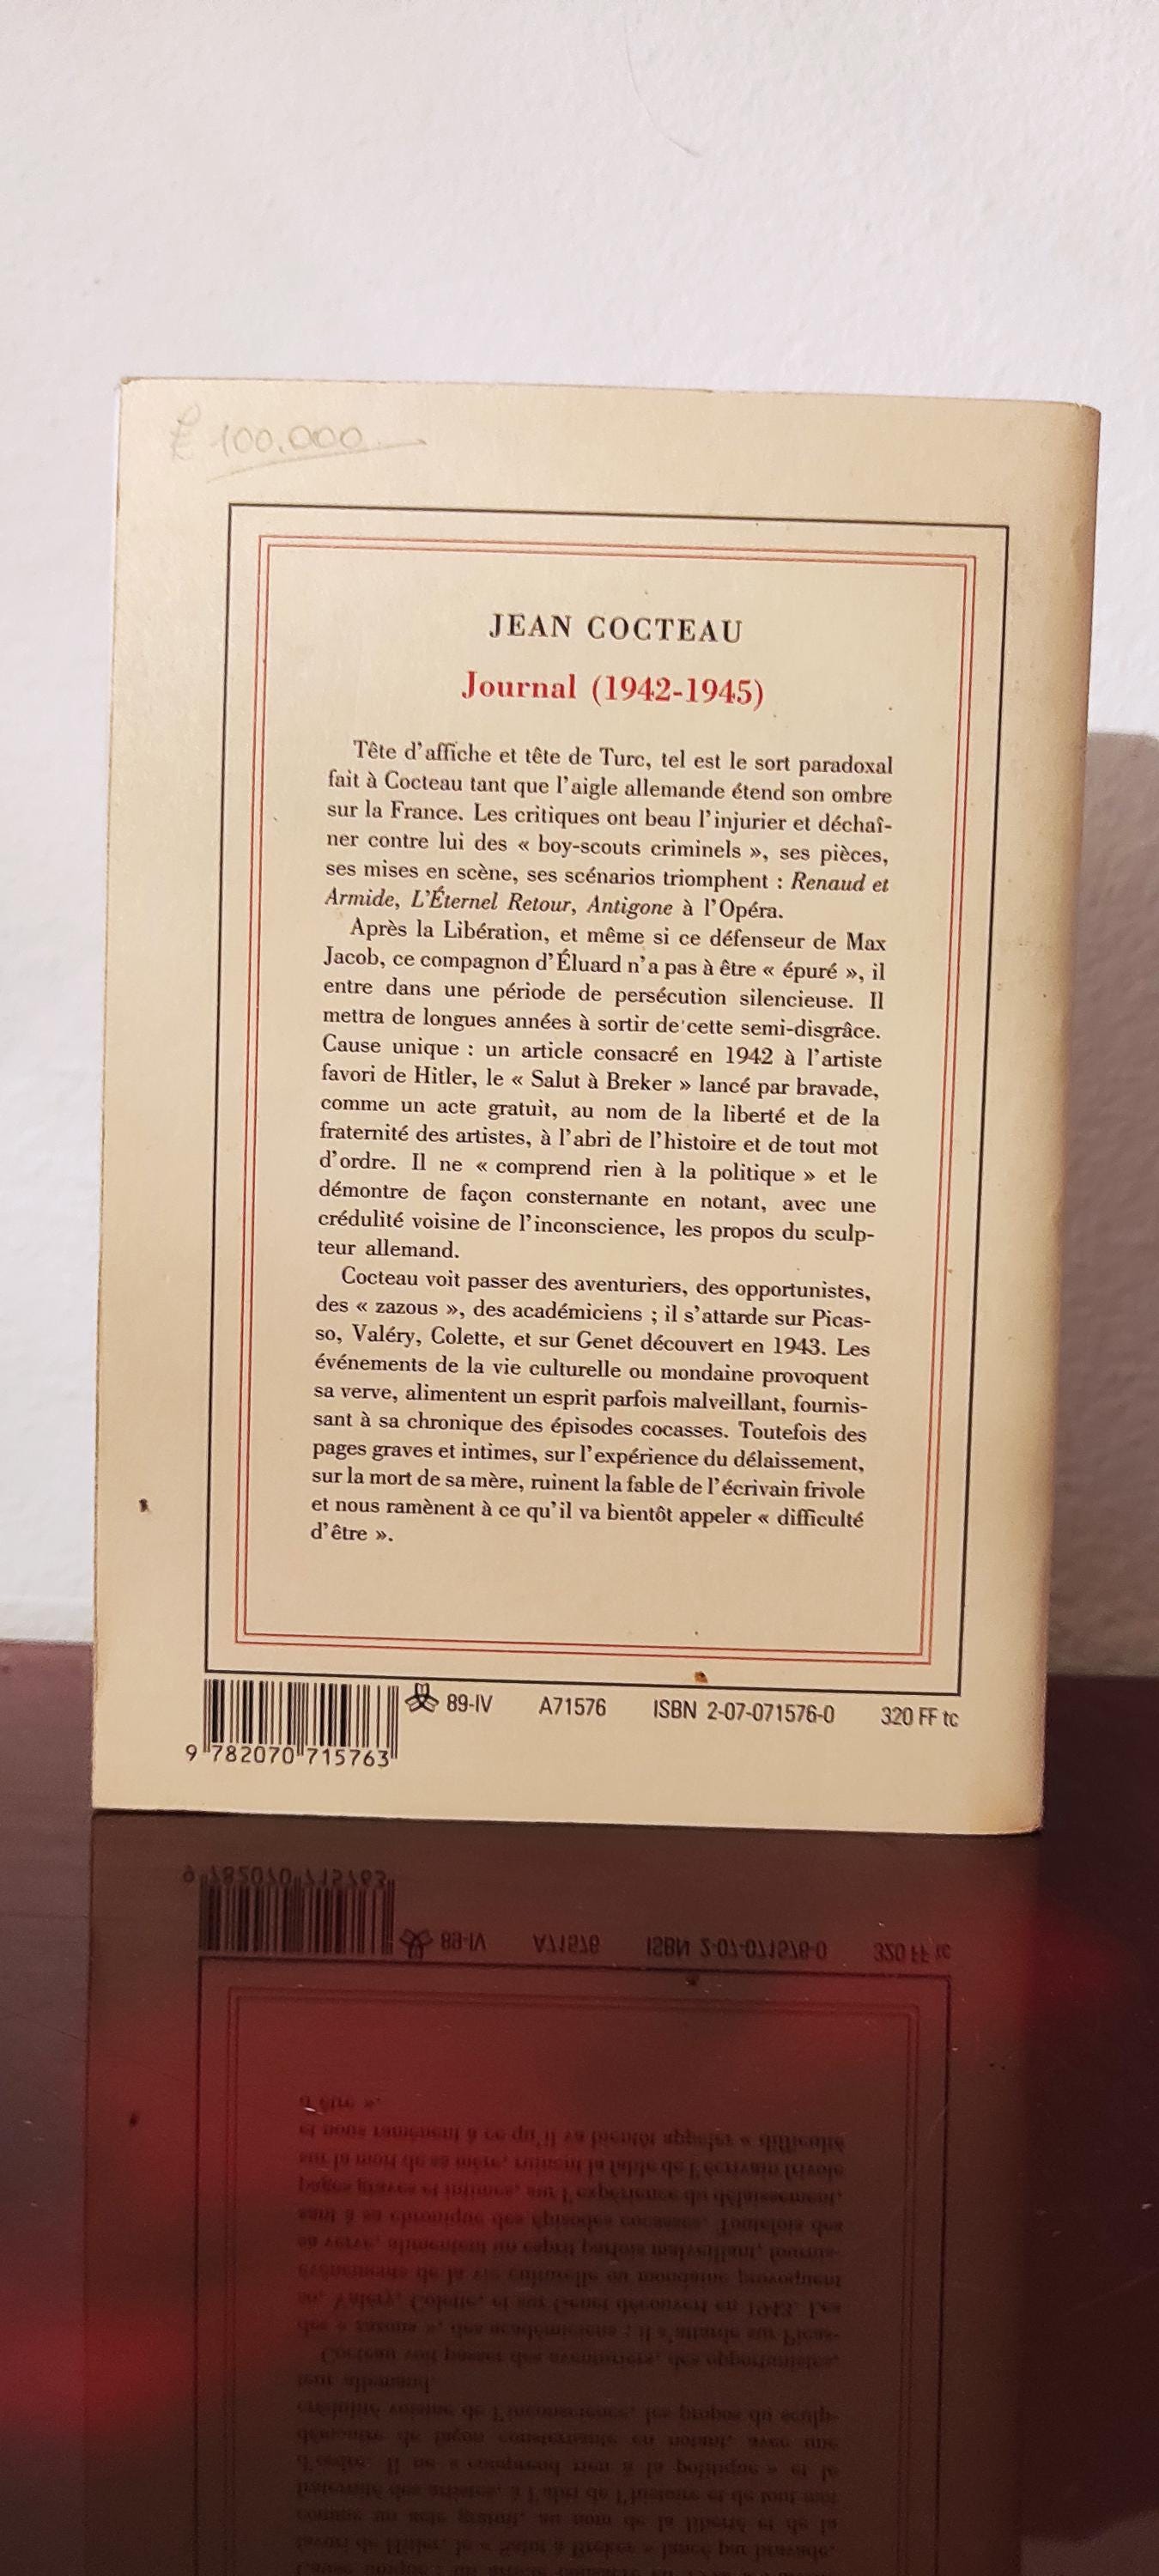 £ 100.000
JEAN COCTEAU
Journal (1942-1945)
Tête d'affiche et tête de Turc, tel est le sort paradoxal
fait à Cocteau tant que l'aigle allemande étend son ombre
sur la France. Les critiques ont beau l'injurier et déchaî-
ner contre lui des « boy-scouts criminels », ses pièces,
ses mises en scène, ses scénarios triomphent : Renaud et
Armide, L'Éternel Retour, Antigone à l'Opéra.
Après la Libération, et même si ce défenseur de Max
Jacob, ce compagnon d'Éluard n'a pas à être « épuré », il
entre dans une période de persécution silencieuse. Il
mettra de longues années à sortir de cette semi-disgrâce.
Cause unique : un article consacré en 1942 à l'artiste
favori de Hitler, le « Salut à Breker » lancé par bravade,
comme un acte gratuit, au nom de la liberté et de la
fraternité des artistes, à l'abri de l'histoire et de tout mot
d'ordre. Il ne « comprend rien à la politique » et le
démontre de façon consternante en notant, avec une
crédulité voisine de l'inconscience, les propos du sculp-
teur allemand.
Cocteau voit passer des aventuriers, des opportunistes,
des « zazous », des académiciens ; il s'attarde sur Picas-
so, Valéry, Colette, et sur Genet découvert en 1943. Les
événements de la vie culturelle ou mondaine provoquent
sa verve, alimentent un esprit parfois malveillant, fournis-
sant à sa chronique des épisodes cocasses. Toutefois des
pages graves et intimes, sur l'expérience du délaissement,
sur la mort de sa mère, ruinent la fable de l'écrivain frivole
et nous ramènent à ce qu'il va bientôt appeler « difficulté
d'être ».
89-IV A71576 ISBN 2-07-071576-0 320 FF tc
9 782070 715763